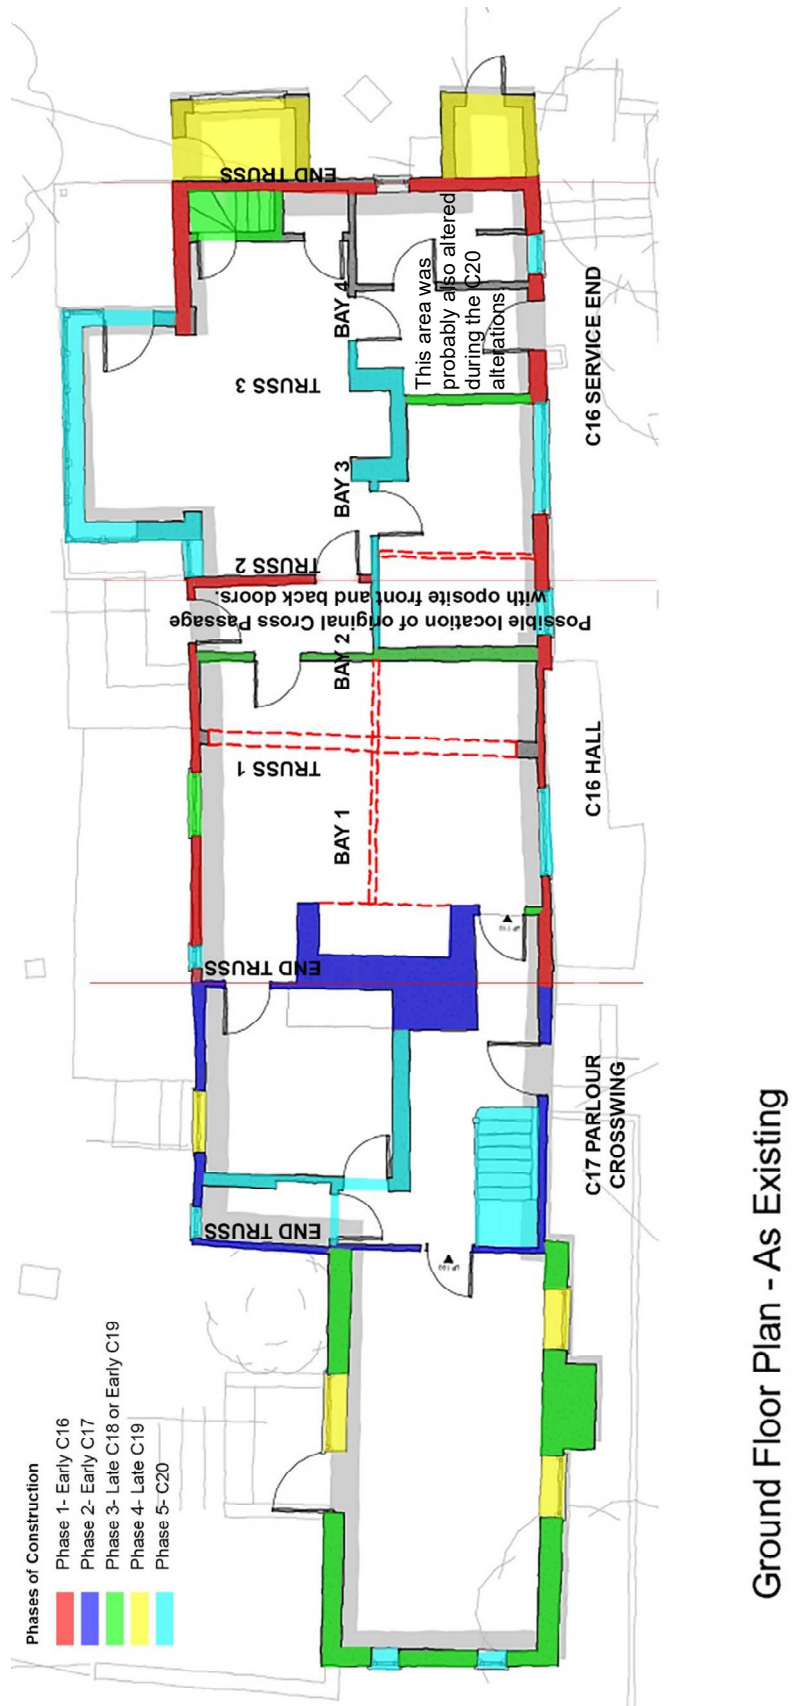 Phases of Construction
Phase 1- Early C16
Phase 2- Early C17
Phase 3- Late C18 or Early C19
Phase 4- Late C19
Phase 5- C20
END TRUSS
END TRUSS
TRUSS 1
TRUSS 2
TRUSS 3
END TRUSS
BAY 1
BAY 2
BAY 3
BAY 4
Possible location of original Cross Passage
with opposite front and back doors.
This area was
probably also altered
during the C20
alterations.
UP
UP
C17 PARLOUR
CROSSWING
C16 HALL
C16 SERVICE END
Ground Floor Plan - As Existing